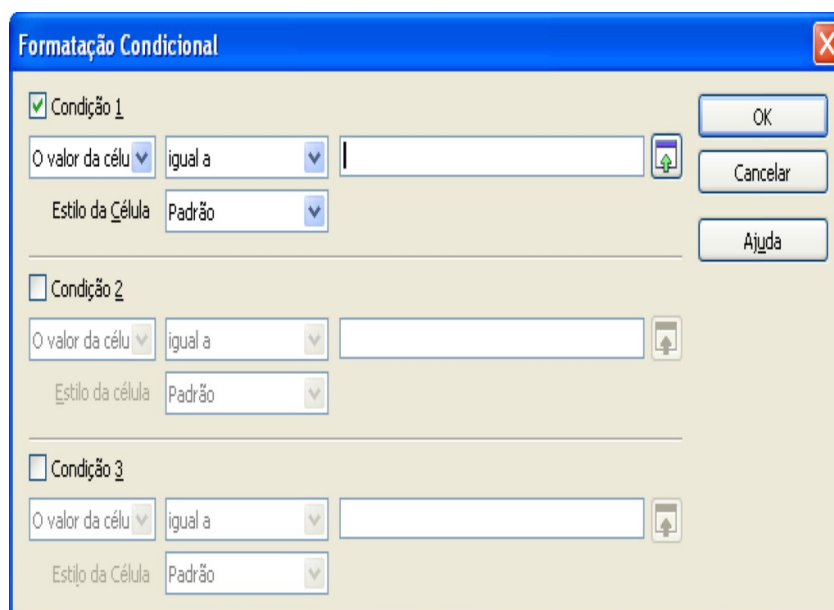 Formatação Condicional
Condição 1
O valor da célu igual a
Estilo da Célula Padrão
Condição 2
O valor da célu igual a
Estilo da célula Padrão
Condição 3
O valor da célu igual a
Estilo da Célula Padrão
OK
Cancelar
Ajuda